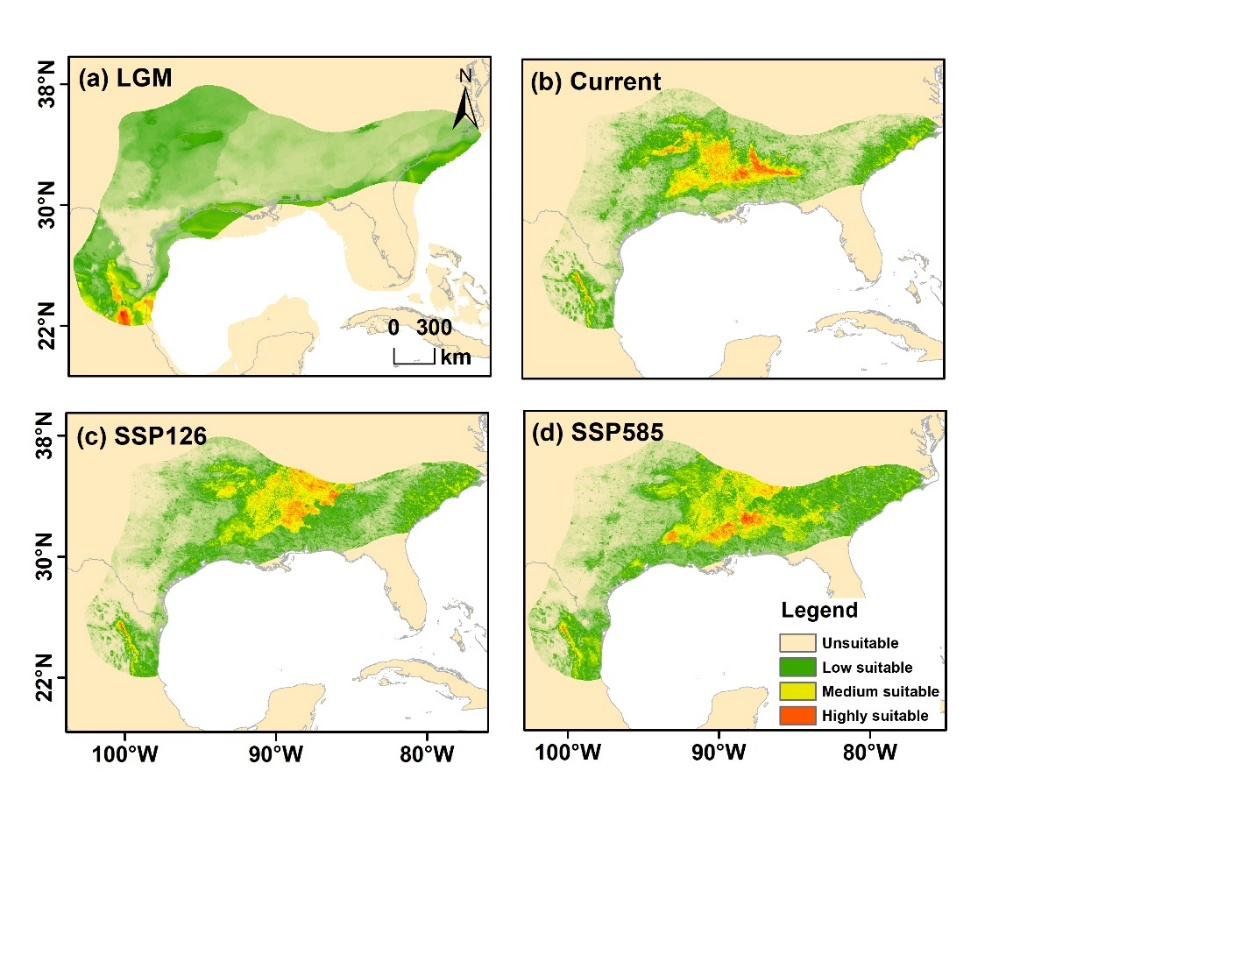 (a) LGM
N
38°N
30°N
22°N
0 300
km
(b) Current
(c) SSP126
38°N
30°N
22°N
100°W
90°W
80°W
(d) SSP585
Legend
Unsuitable
Low suitable
Medium suitable
Highly suitable
100°W
90°W
80°W